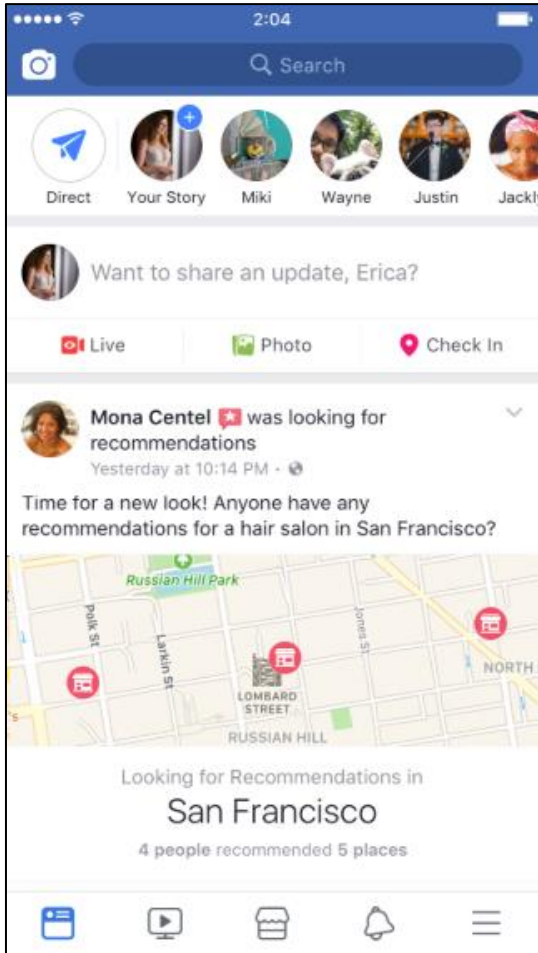 2:04
Search
Direct
Your Story
Miki
Wayne
Justin
Jackly
Want to share an update, Erica?
Live
Photo
Check In
Mona Centel was looking for
recommendations
Yesterday at 10:14 PM ·
Time for a new look! Anyone have any
recommendations for a hair salon in San Francisco?
Russian Hill Park
Polk St
Larkin St
Jones St
NORTH
LOMBARD
STREET
RUSSIAN HILL
Looking for Recommendations in
San Francisco
4 people recommended 5 places